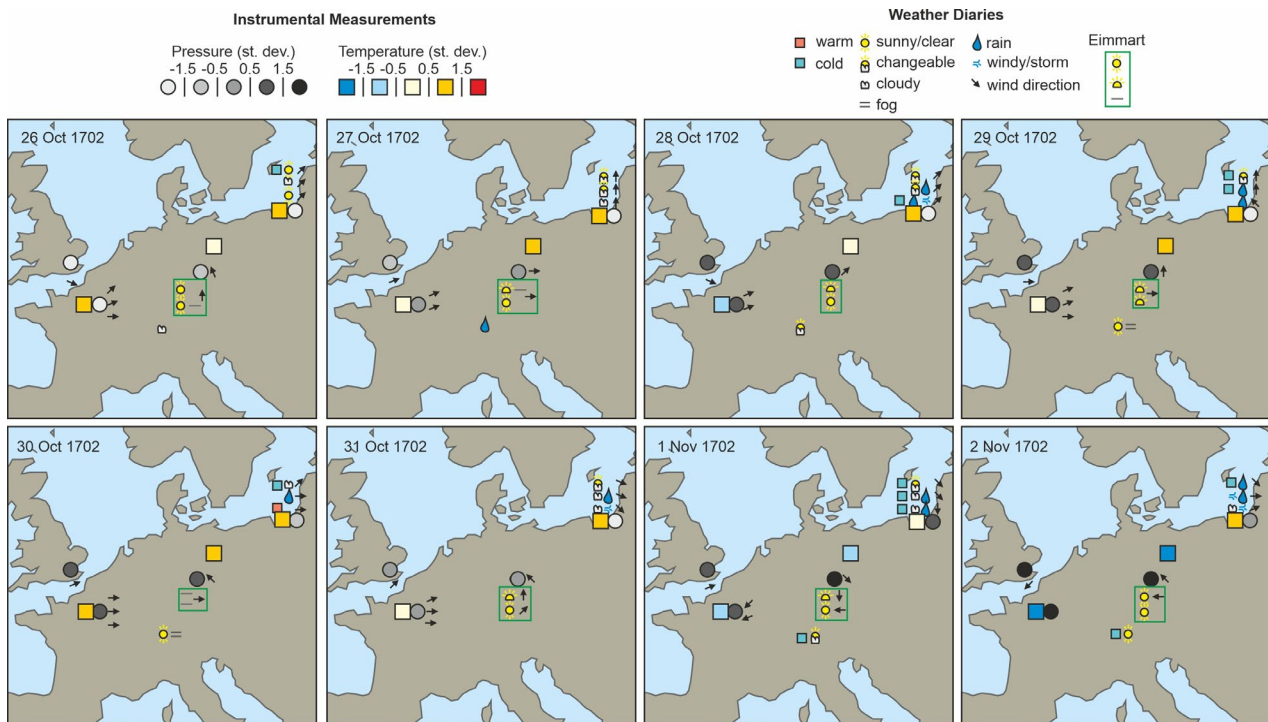 Instrumental Measurements
Weather Diaries
Pressure (st. dev.)
Temperature (st. dev.)
-1.5 -0.5 0.5 1.5
-1.5 -0.5 0.5 1.5
warm
sunny/clear
rain
Eimmart
cold
changeable
windy/storm
cloudy
wind direction
fog
26 Oct 1702
27 Oct 1702
28 Oct 1702
29 Oct 1702
30 Oct 1702
31 Oct 1702
1 Nov 1702
2 Nov 1702